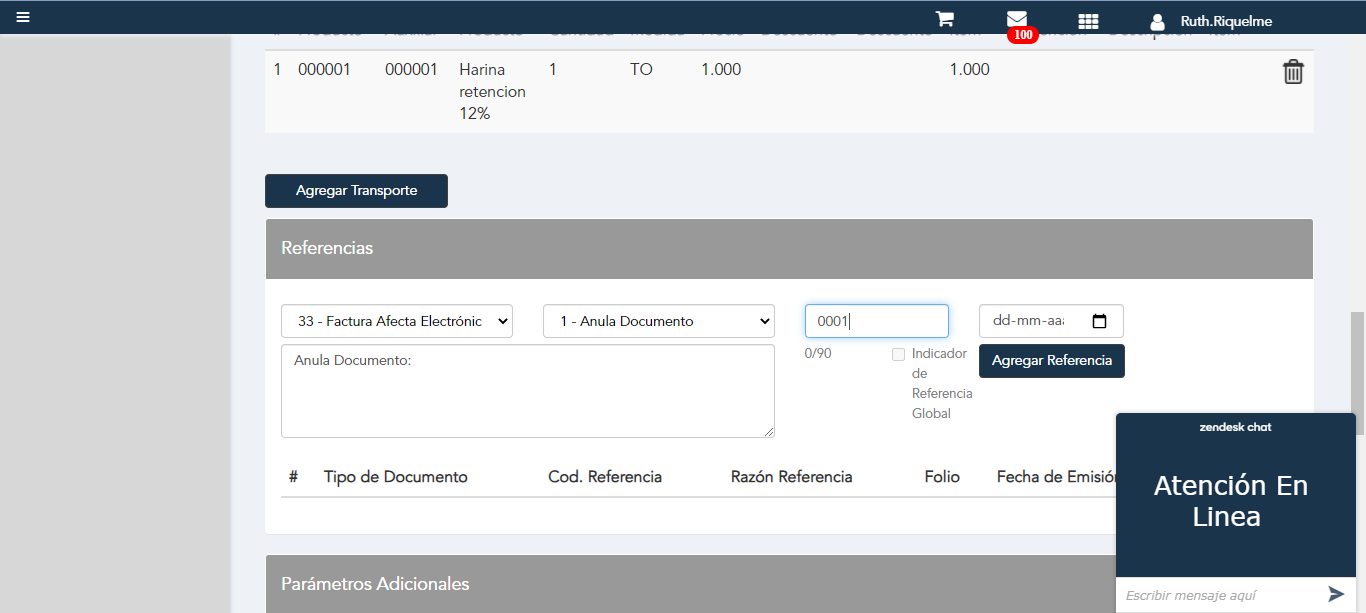 Ruth.Riquelme
100
1 000001 000001 Harina 1 TO 1.000 1.000
retencion
12%
Agregar Transporte
Referencias
33 - Factura Afecta Electrónic 1 - Anula Documento 0001 dd-mm-aaa
Anula Documento:
0/90 Indicador
de
Referencia
Global
Agregar Referencia
# Tipo de Documento Cod. Referencia Razón Referencia Folio Fecha de Emisión
Parámetros Adicionales
zendesk chat
Atención En
Linea
Escribir mensaje aquí